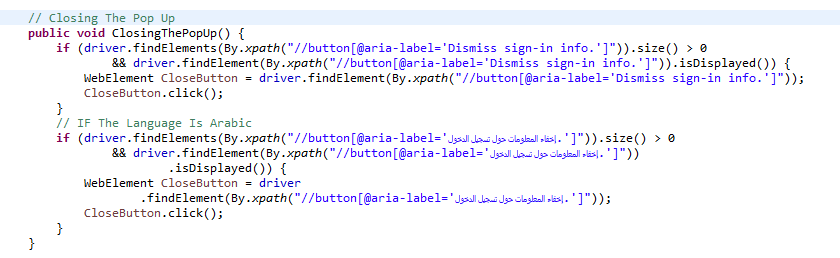 // Closing The Pop Up
public void ClosingThePopUp() {
if (driver.findElements(By.xpath("//button[@aria-label='Dismiss sign-in info.']")).size() > 0
&& driver.findElement(By.xpath("//button[@aria-label='Dismiss sign-in info.']")).isDisplayed()) {
WebElement CloseButton = driver.findElement(By.xpath("//button[@aria-label='Dismiss sign-in info.']"));
CloseButton.click();
}
// IF The Language Is Arabic
if (driver.findElements(By.xpath("//button[@aria-label='إخفاء المعلومات حول تسجيل الدخول.']")).size() > 0
&& driver.findElement(By.xpath("//button[@aria-label='إخفاء المعلومات حول تسجيل الدخول.']"))
.isDisplayed()) {
WebElement CloseButton = driver
.findElement(By.xpath("//button[@aria-label='إخفاء المعلومات حول تسجيل الدخول.']"));
CloseButton.click();
}
}